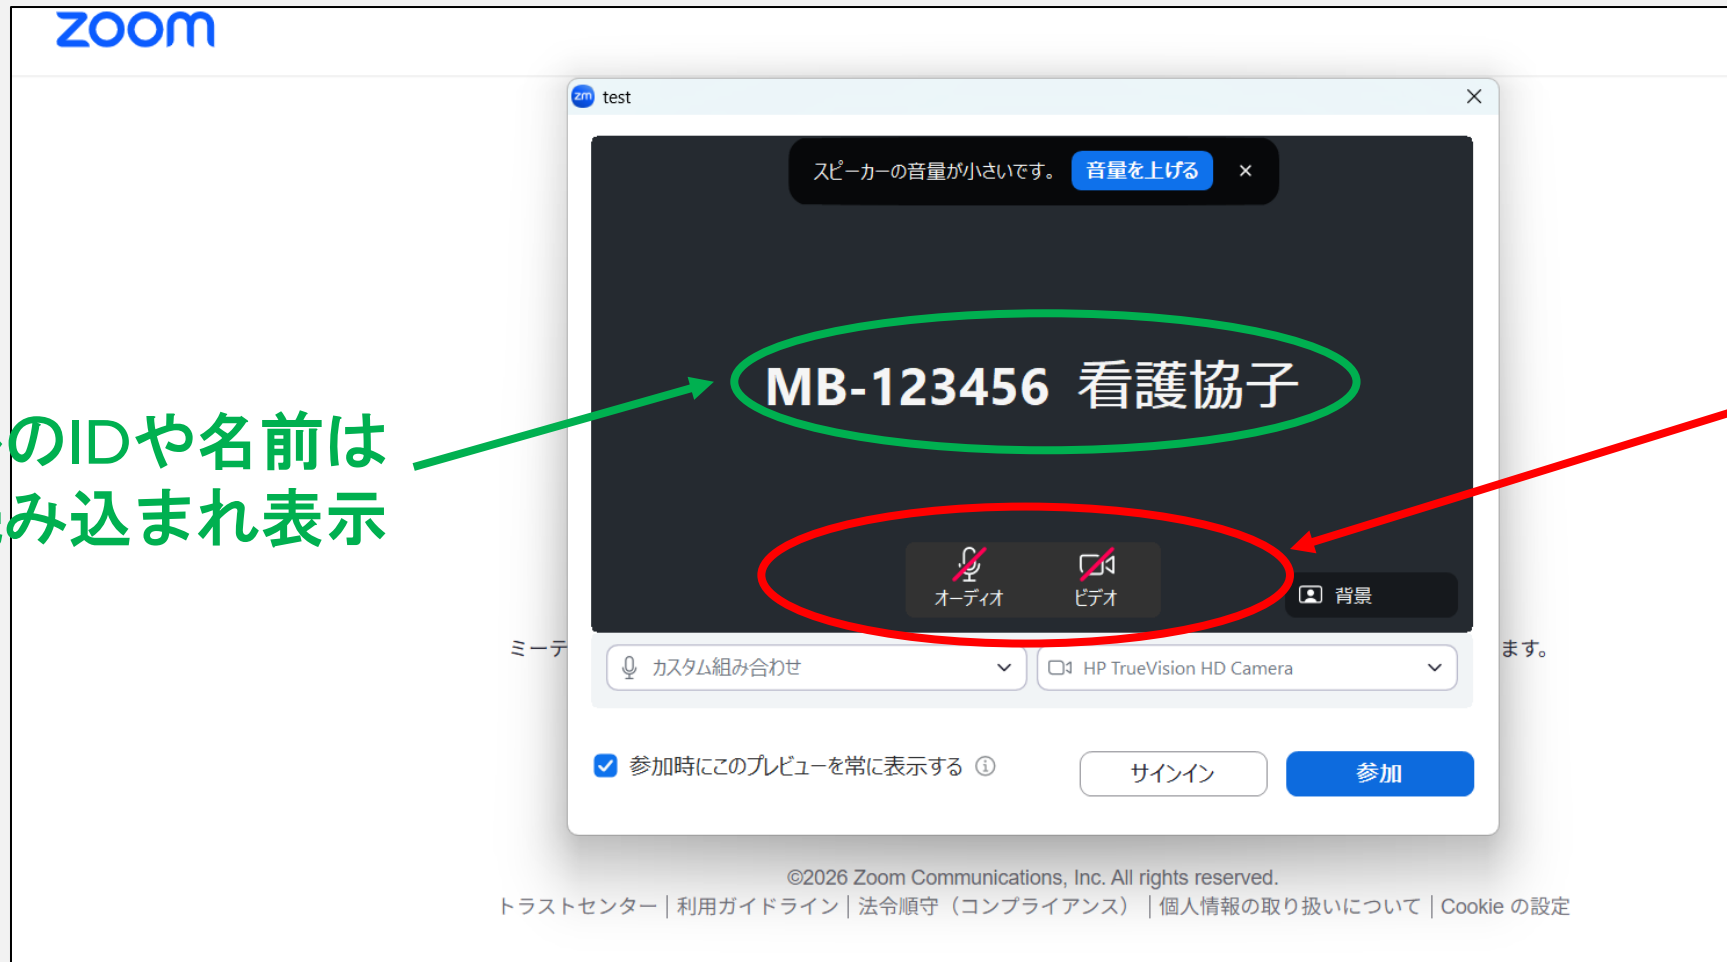 zoom
zm test
スピーカーの音量が小さいです。 音量を上げる
MB-123456 看護協子
のIDや名前は
み込まれ表示
オーディオ ビデオ
背景
ミーテ
ます。
カスタム組み合わせ HP TrueVision HD Camera
参加時にこのプレビューを常に表示する サインイン 参加
©2026 Zoom Communications, Inc. All rights reserved.
トラストセンター | 利用ガイドライン | 法令順守（コンプライアンス） | 個人情報の取り扱いについて | Cookie の設定